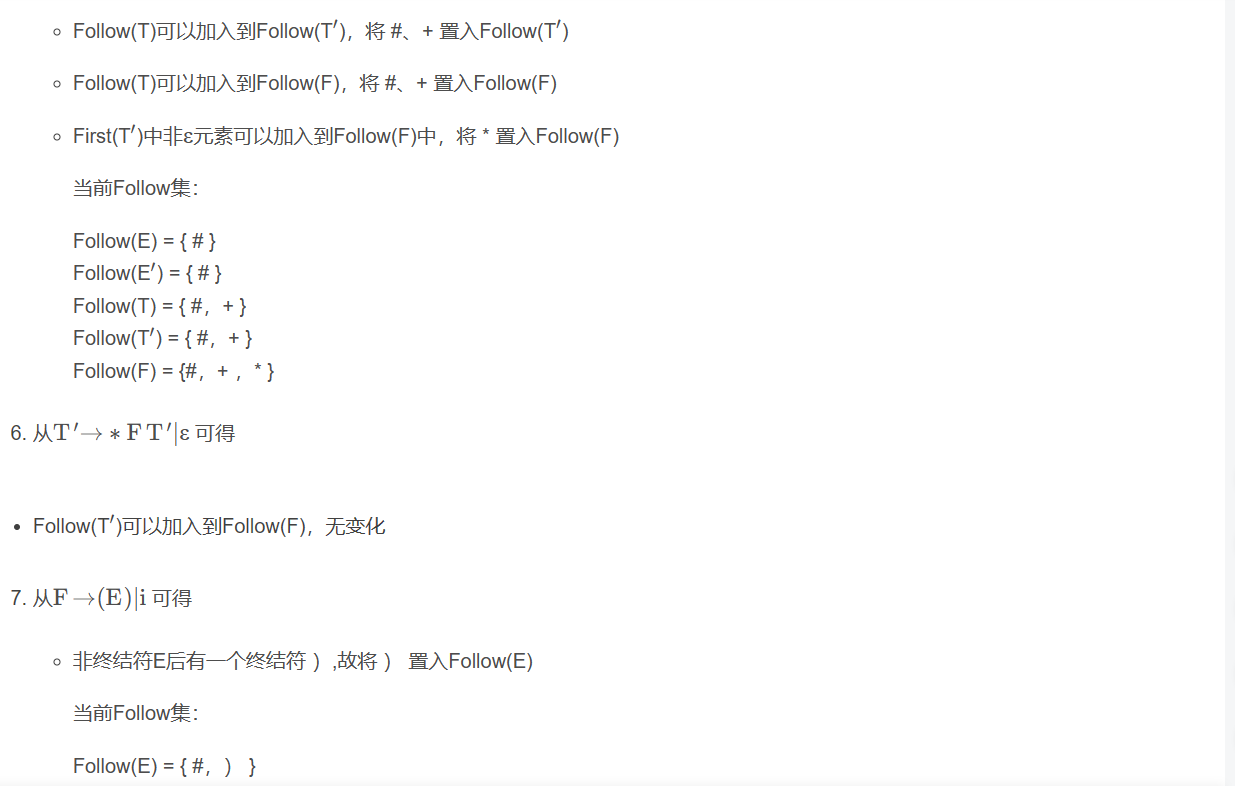 Follow(T)可以加入到Follow(T′)，将 #、+ 置入Follow(T′)
Follow(T)可以加入到Follow(F)，将 #、+ 置入Follow(F)
First(T′)中非ε元素可以加入到Follow(F)中，将 * 置入Follow(F)
当前Follow集：
Follow(E) = { # }
Follow(E′) = { # }
Follow(T) = { #，+ }
Follow(T′) = { #，+ }
Follow(F) = {#，+ ，* }
6. 从T′→∗FT′|ε 可得
Follow(T′)可以加入到Follow(F)，无变化
7. 从F→(E)|i 可得
非终结符E后有一个终结符 ）,故将 ） 置入Follow(E)
当前Follow集：
Follow(E) = { #，） }